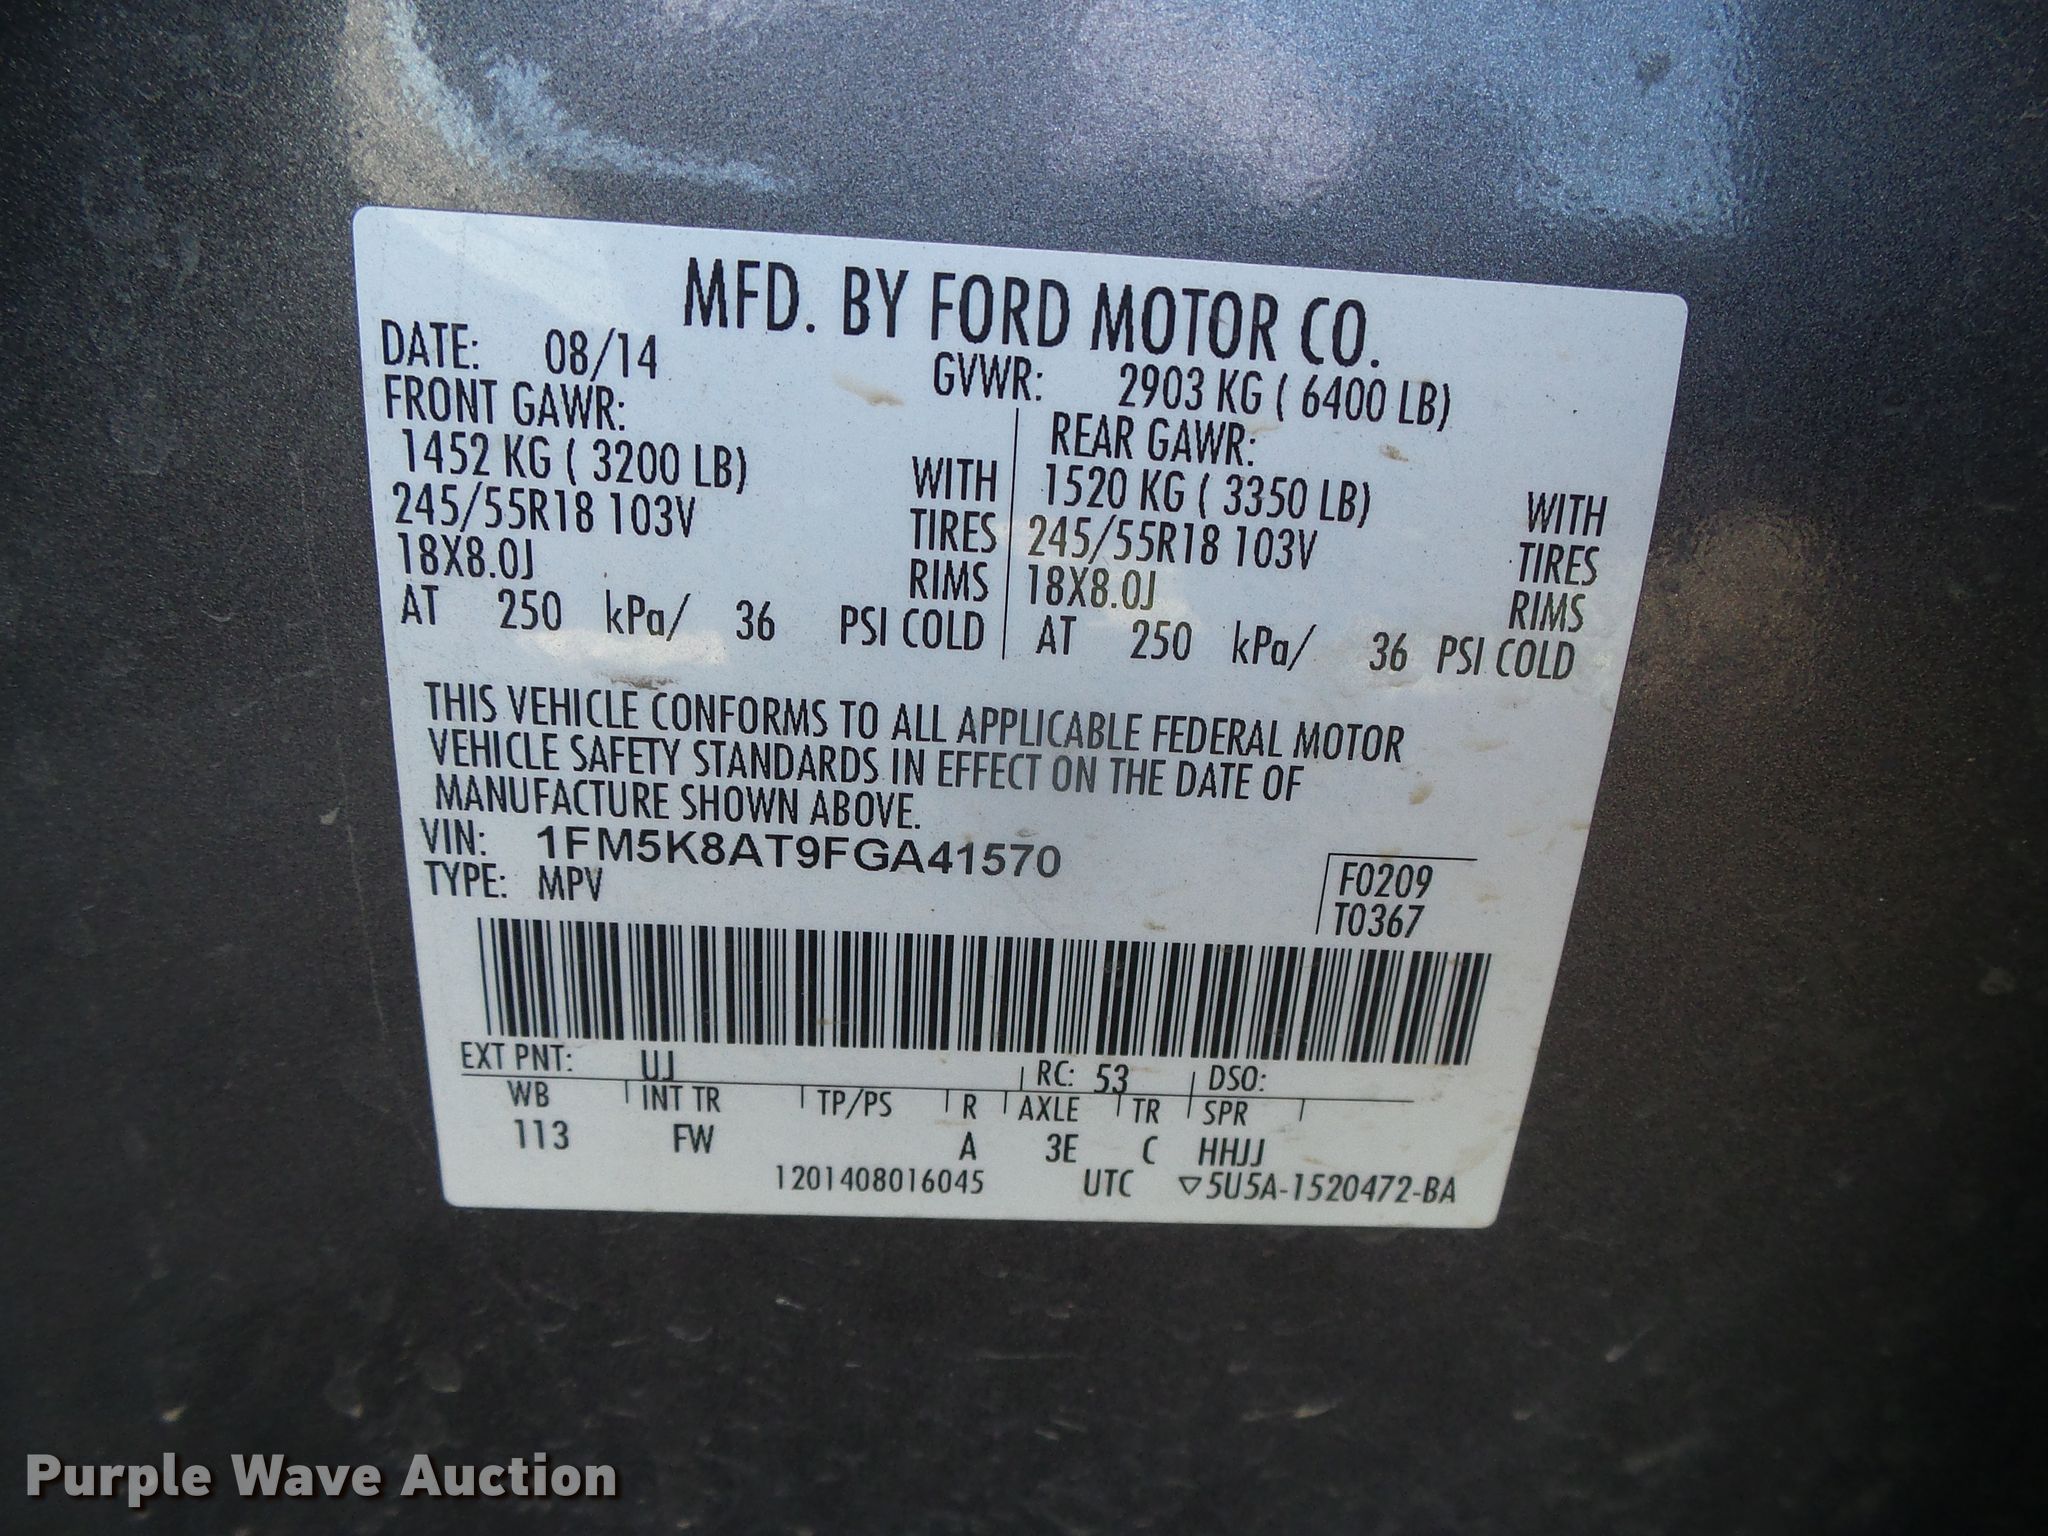 MFD. BY FORD MOTOR CO.
DATE: 08/14 GVWR: 2903 KG ( 6400 LB)
FRONT GAWR: REAR GAWR:
1452 KG ( 3200 LB) WITH 1520 KG ( 3350 LB) WITH
245/55R18 103V TIRES 245/55R18 103V TIRES
18X8.0J RIMS 18X8.0J RIMS
AT 250 kPa/ 36 PSI COLD AT 250 kPa/ 36 PSI COLD
THIS VEHICLE CONFORMS TO ALL APPLICABLE FEDERAL MOTOR
VEHICLE SAFETY STANDARDS IN EFFECT ON THE DATE OF
MANUFACTURE SHOWN ABOVE.
VIN: 1FM5K8AT9FGA41570
TYPE: MPV F0209
T0367
EXT PNT: UJ RC: 53 DSO:
WB INT TR TP/PS R AXLE TR SPR
113 FW A 3E C HHJJ
1201408016045 UTC ▽5U5A-1520472-BA
Purple Wave Auction